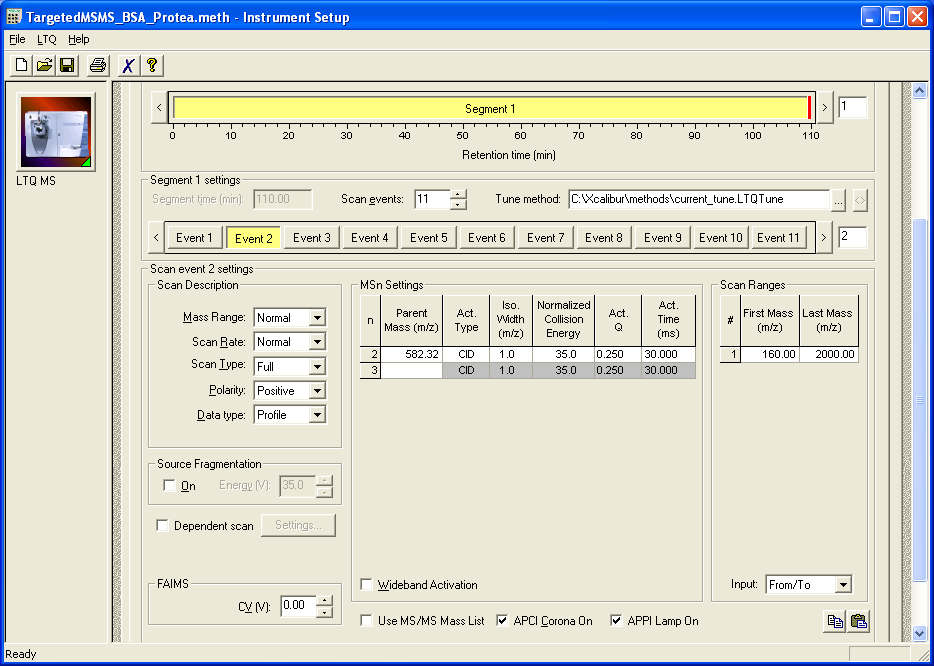 TargetedMSMS_BSA_Protea.meth - Instrument Setup
File LTQ Help
LTQ MS
Segment 1
1
0 10 20 30 40 50 60 70 80 90 100 110
Retention time (min)
Segment 1 settings
Segment time (min): 110.00 Scan events: 11 Tune method: C:\Xcalibur\methods\current_tune.LTQTune ...
Event 1 Event 2 Event 3 Event 4 Event 5 Event 6 Event 7 Event 8 Event 9 Event 10 Event 11 2
Scan event 2 settings
Scan Description
Mass Range: Normal
Scan Rate: Normal
Scan Type: Full
Polarity: Positive
Data type: Profile
Source Fragmentation
On Energy (V): 35.0
Dependent scan Settings...
FAIMS
CV (V): 0.00
MSn Settings
n Parent Mass (m/z) Act. Type Iso. Width (m/z) Normalized Collision Energy Act. Q Act. Time (ms)
2 582.32 CID 1.0 35.0 0.250 30.000
3 CID 1.0 35.0 0.250 30.000
Wideband Activation
Scan Ranges
# First Mass (m/z) Last Mass (m/z)
1 160.00 2000.00
Input: From/To
Use MS/MS Mass List APCI Corona On APPI Lamp On
Ready